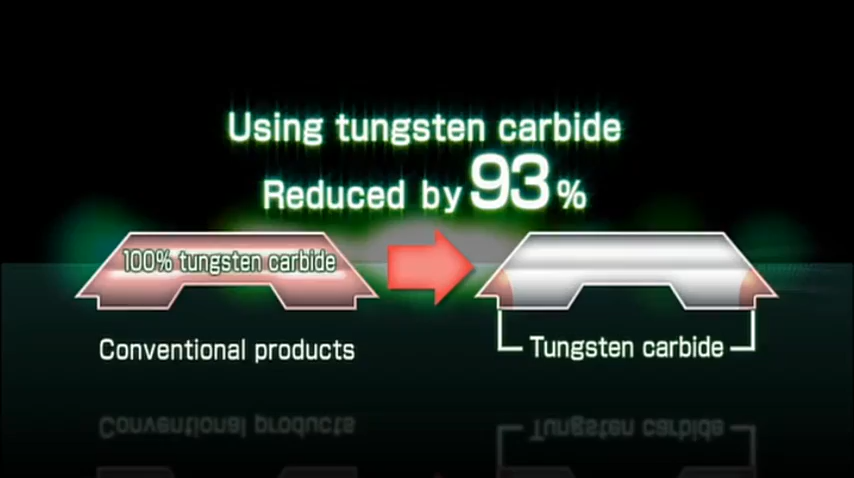 Using tungsten carbide
Reduced by 93%
100% tungsten carbide
Conventional products
Tungsten carbide